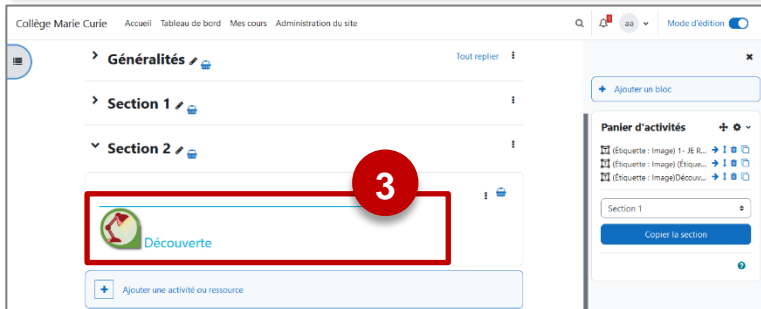 Collège Marie Curie Accueil Tableau de bord Mes cours Administration du site aa Mode d'édition
Généralités Tout replier
Section 1
Section 2
3
Découverte
Ajouter une activité ou ressource
Ajouter un bloc
Panier d'activités
(Étiquette : Image) 1- JE R...
(Étiquette : Image) (Étique...
(Étiquette : Image)Découv...
Section 1
Copier la section